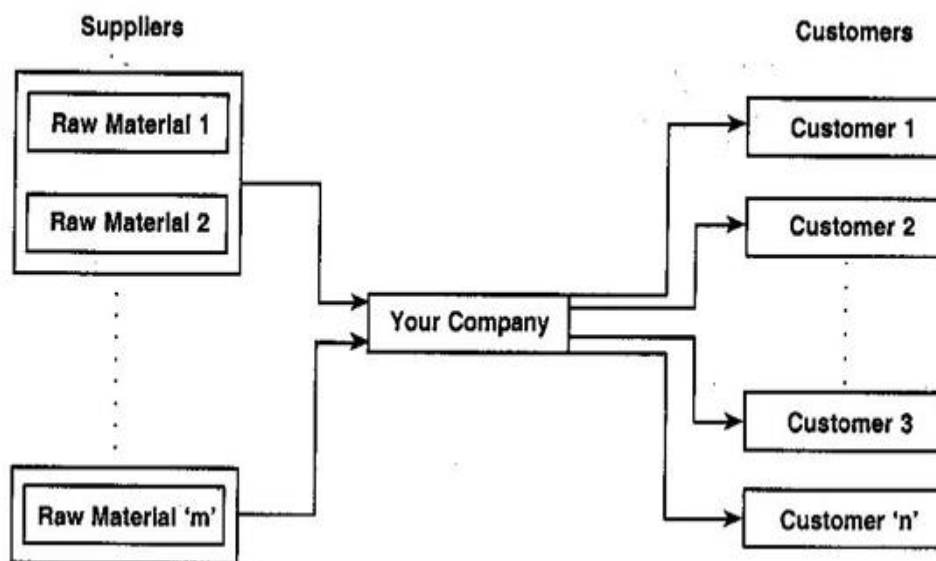 Suppliers
Customers
Raw Material 1
Raw Material 2
Raw Material 'm'
Your Company
Customer 1
Customer 2
Customer 3
Customer 'n'